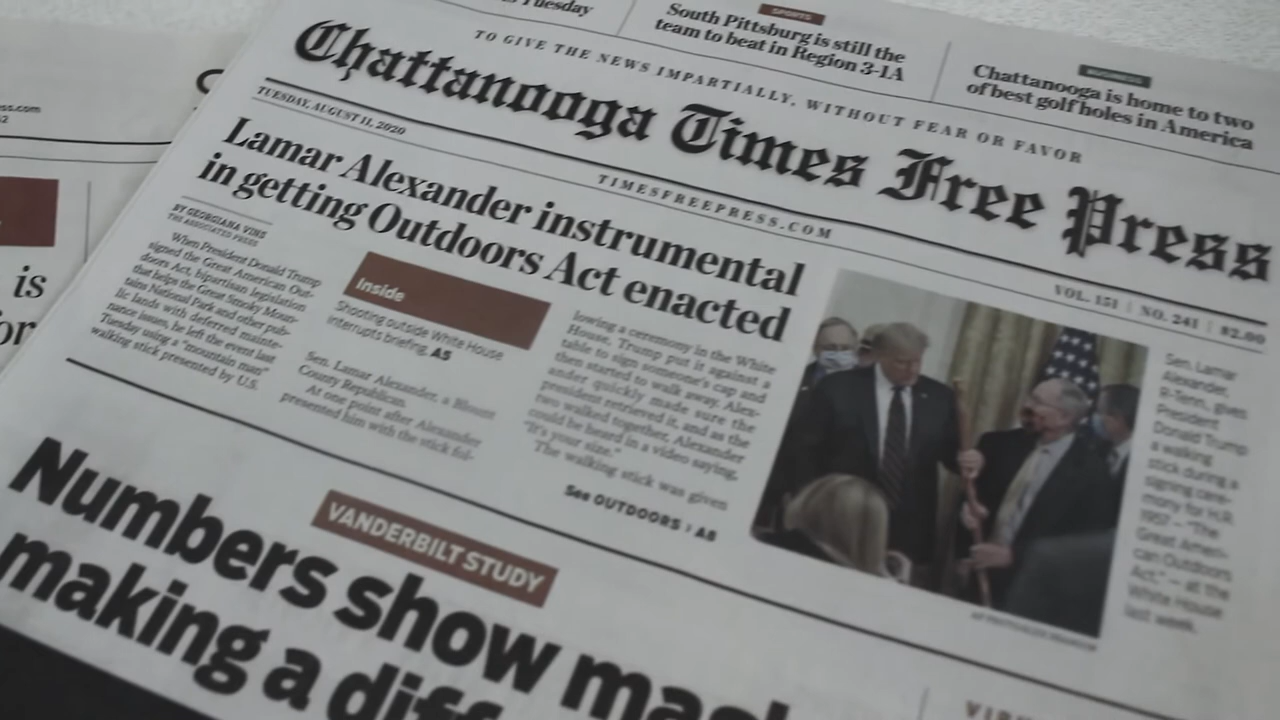 Tuesday
SPORTS
South Pittsburg is still the
team to beat in Region 3-1A
BUSINESS
Chattanooga is home to two
of best golf holes in America
TO GIVE THE NEWS IMPARTIALLY, WITHOUT FEAR OR FAVOR
Chattanooga Times Free Press
TUESDAY, AUGUST 11, 2020
TIMESFREEPRESS.COM
VOL. 151 | NO. 241 | $2.00
Lamar Alexander instrumental
in getting Outdoors Act enacted
BY GEORGIANA VINES
THE ASSOCIATED PRESS
When President Donald Trump
signed the Great American Out-
doors Act, bipartisan legislation
that helps the Great Smoky Moun-
tains National Park and other pub-
lic lands with deferred mainte-
nance issues, he left the event last
Tuesday using a "mountain man"
walking stick presented by U.S.
Inside
Shooting outside White House
interrupts briefing, A5
Sen. Lamar Alexander, a Blount
County Republican.
At one point after Alexander
presented him with the stick fol-
lowing a ceremony in the White
House, Trump put it against a
table to sign someone's cap and
then started to walk away. Alex-
ander quickly made sure the
president retrieved it, and as the
two walked together, Alexander
could be heard in a video saying,
"It's your size."
The walking stick was given
See OUTDOORS › A8
Sen. Lamar
Alexander,
R-Tenn., gives
President
Donald Trump
a walking
stick during a
signing cere-
mony for H.R.
1957 – "The
Great Ameri-
can Outdoors
Act," – at the
White House
last week.
VANDERBILT STUDY
Numbers show mas
making a diff
is
or